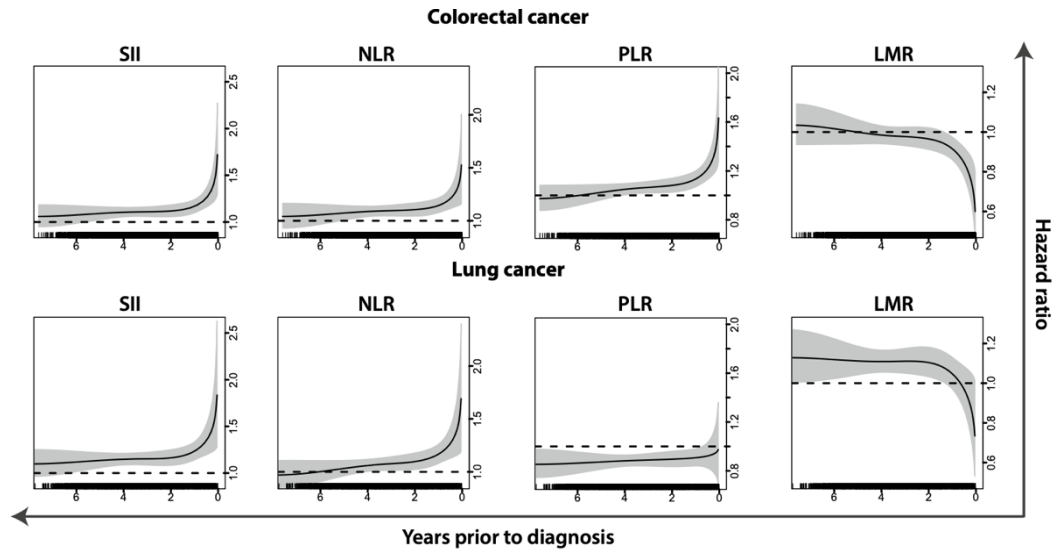 Colorectal cancer
SII NLR PLR LMR
1.0 1.5 2.0 2.5
6 4 2 0
1.0 1.5 2.0
6 4 2 0
0.8 1.2 1.6 2.0
6 4 2 0
0.6 0.8 1.0 1.2
6 4 2 0
Lung cancer
SII NLR PLR LMR
1.0 1.5 2.0 2.5
6 4 2 0
1.0 1.5 2.0
6 4 2 0
0.8 1.2 1.6 2.0
6 4 2 0
0.6 0.8 1.0 1.2
6 4 2 0
Hazard ratio
Years prior to diagnosis